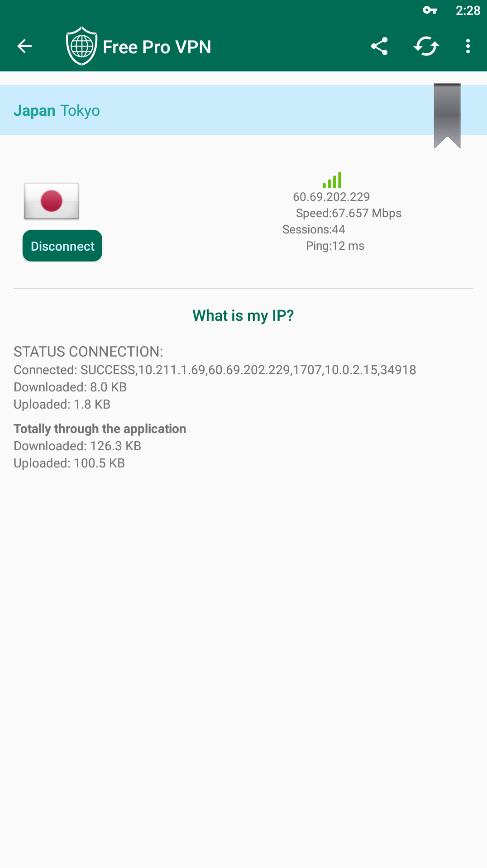 2:28
Free Pro VPN
Japan Tokyo
60.69.202.229
Speed:67.657 Mbps
Sessions:44
Ping:12 ms
Disconnect
What is my IP?
STATUS CONNECTION:
Connected: SUCCESS,10.211.1.69,60.69.202.229,1707,10.0.2.15,34918
Downloaded: 8.0 KB
Uploaded: 1.8 KB
Totally through the application
Downloaded: 126.3 KB
Uploaded: 100.5 KB